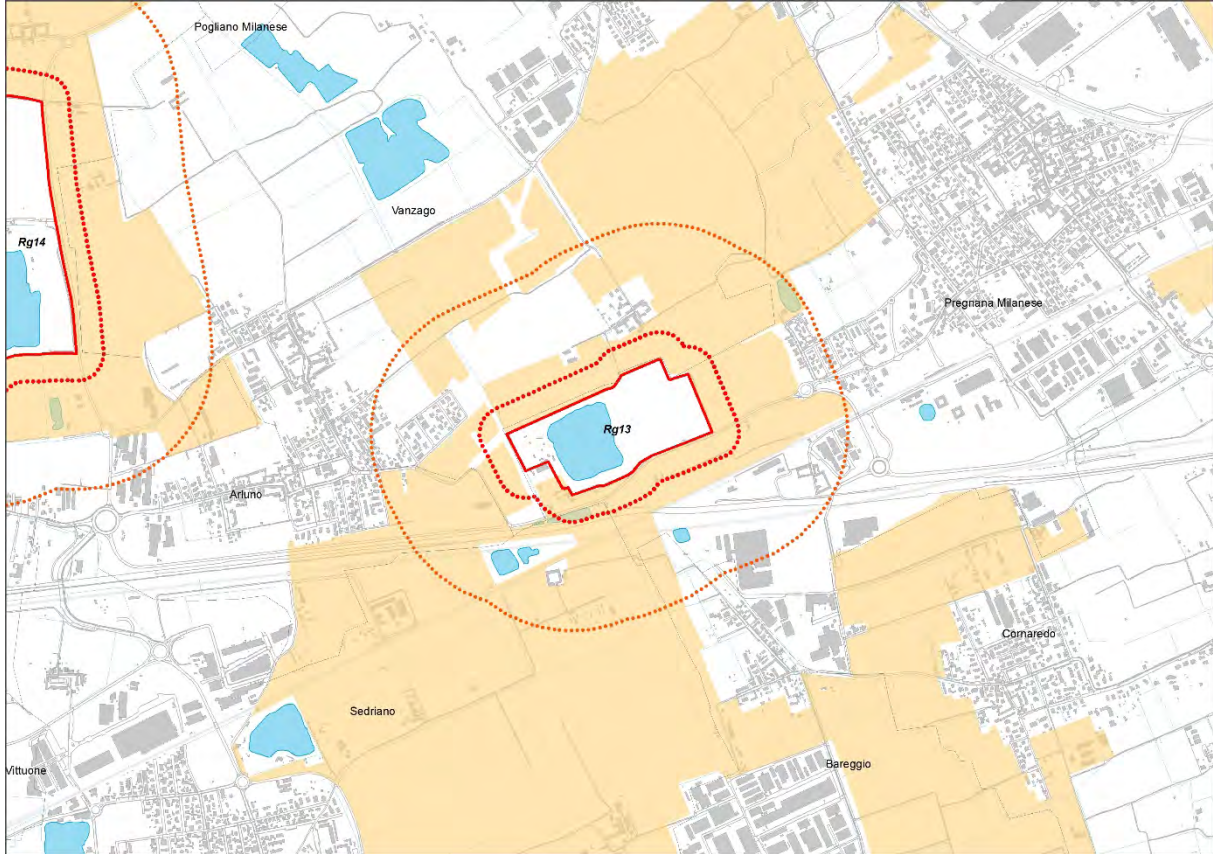 Pogliano Milanese
Vanzago
Rg14
Pregnana Milanese
Rg13
Arluno
Cornaredo
Sedriano
Bareggio
Vittuone